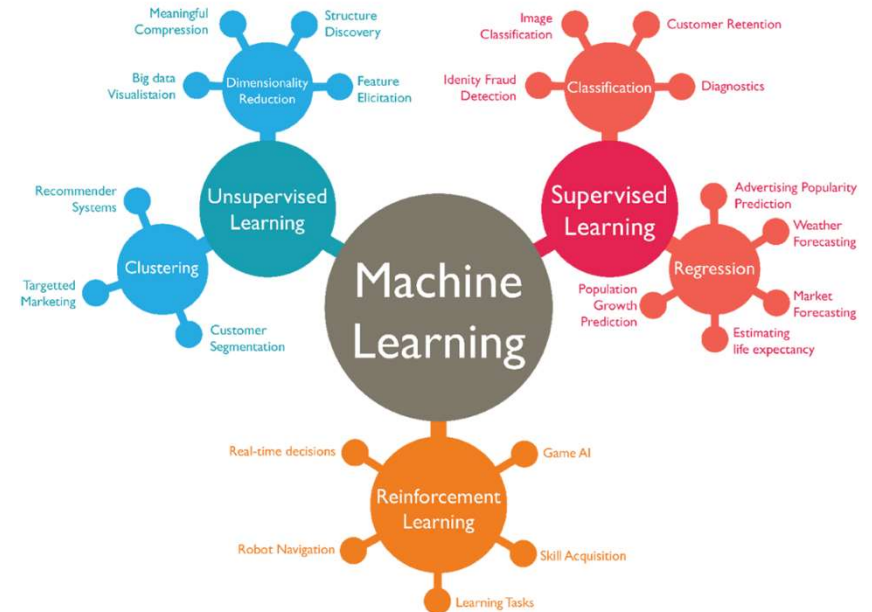 Meaningful
Compression
Structure
Discovery
Big data
Visualistaion
Dimensionality
Reduction
Feature
Elicitation
Image
Classification
Customer Retention
Idenity Fraud
Detection
Classification
Diagnostics
Unsupervised
Learning
Supervised
Learning
Recommender
Systems
Clustering
Targetted
Marketing
Customer
Segmentation
Machine
Learning
Advertising Popularity
Prediction
Weather
Forecasting
Regression
Population
Growth
Prediction
Market
Forecasting
Estimating
life expectancy
Real-time decisions
Game AI
Reinforcement
Learning
Robot Navigation
Skill Acquisition
Learning Tasks